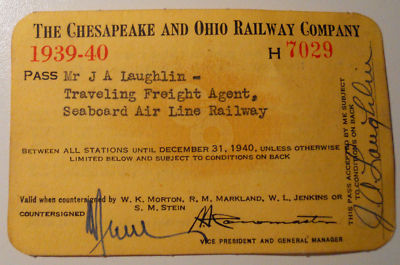 THE CHESAPEAKE AND OHIO RAILWAY COMPANY
1939-40 H 7029
PASS Mr J A Laughlin -
Traveling Freight Agent,
Seaboard Air Line Railway
BETWEEN ALL STATIONS UNTIL DECEMBER 31, 1940, UNLESS OTHERWISE
LIMITED BELOW AND SUBJECT TO CONDITIONS ON BACK
Valid when countersigned by W. K. MORTON, R. M. MARKLAND, W. L. JENKINS OR
S. M. STEIN
COUNTERSIGNED
VICE PRESIDENT AND GENERAL MANAGER
THIS PASS ACCEPTED BY ME SUBJECT
TO CONDITIONS ON BACK
J A Laughlin